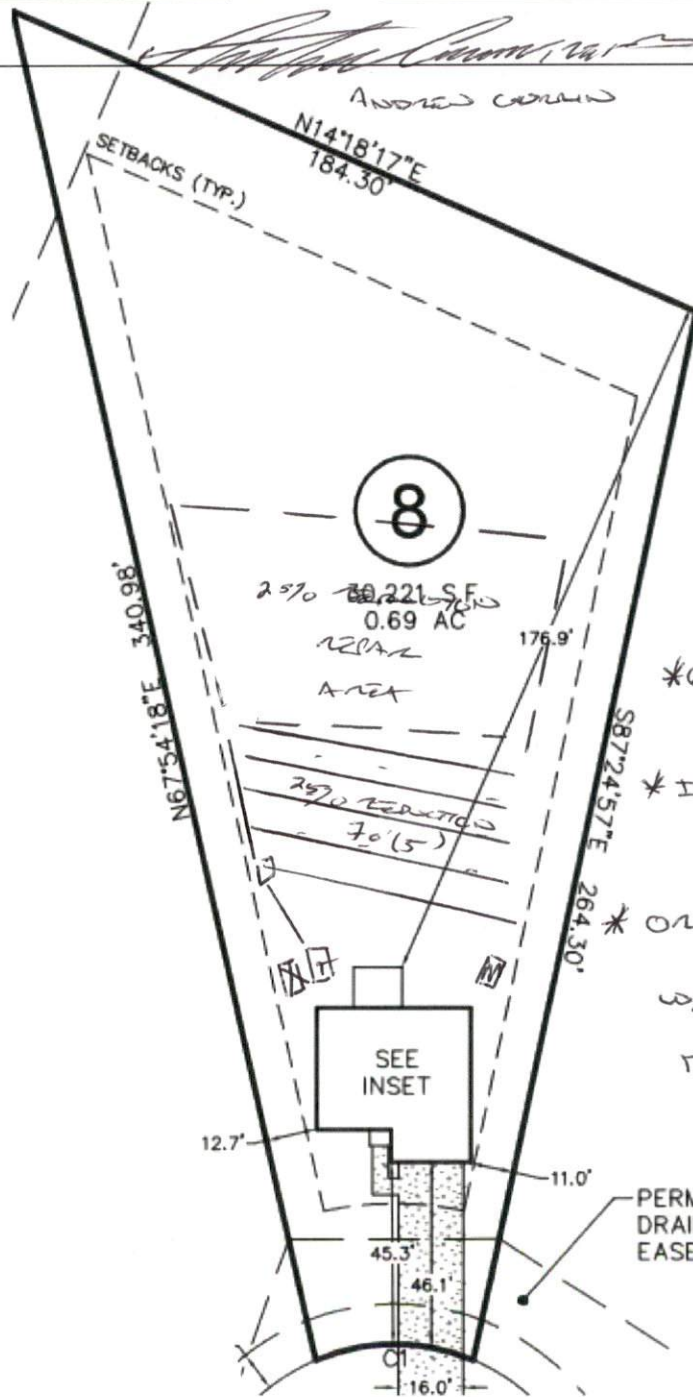 N14°18'17"E
184.30'
SETBACKS (TYP.)
8
25%
0.69 AC
REPAIR
AREA
176.9'
N67°54'18"E 340.98'
S87°24'57"E 264.30'
25% REDUCTION
70'(5)
*
* I
*
T
SEE
INSET
12.7'
11.0'
45.3'
46.1'
C1
16.0'
PERM
DRAI
EASE